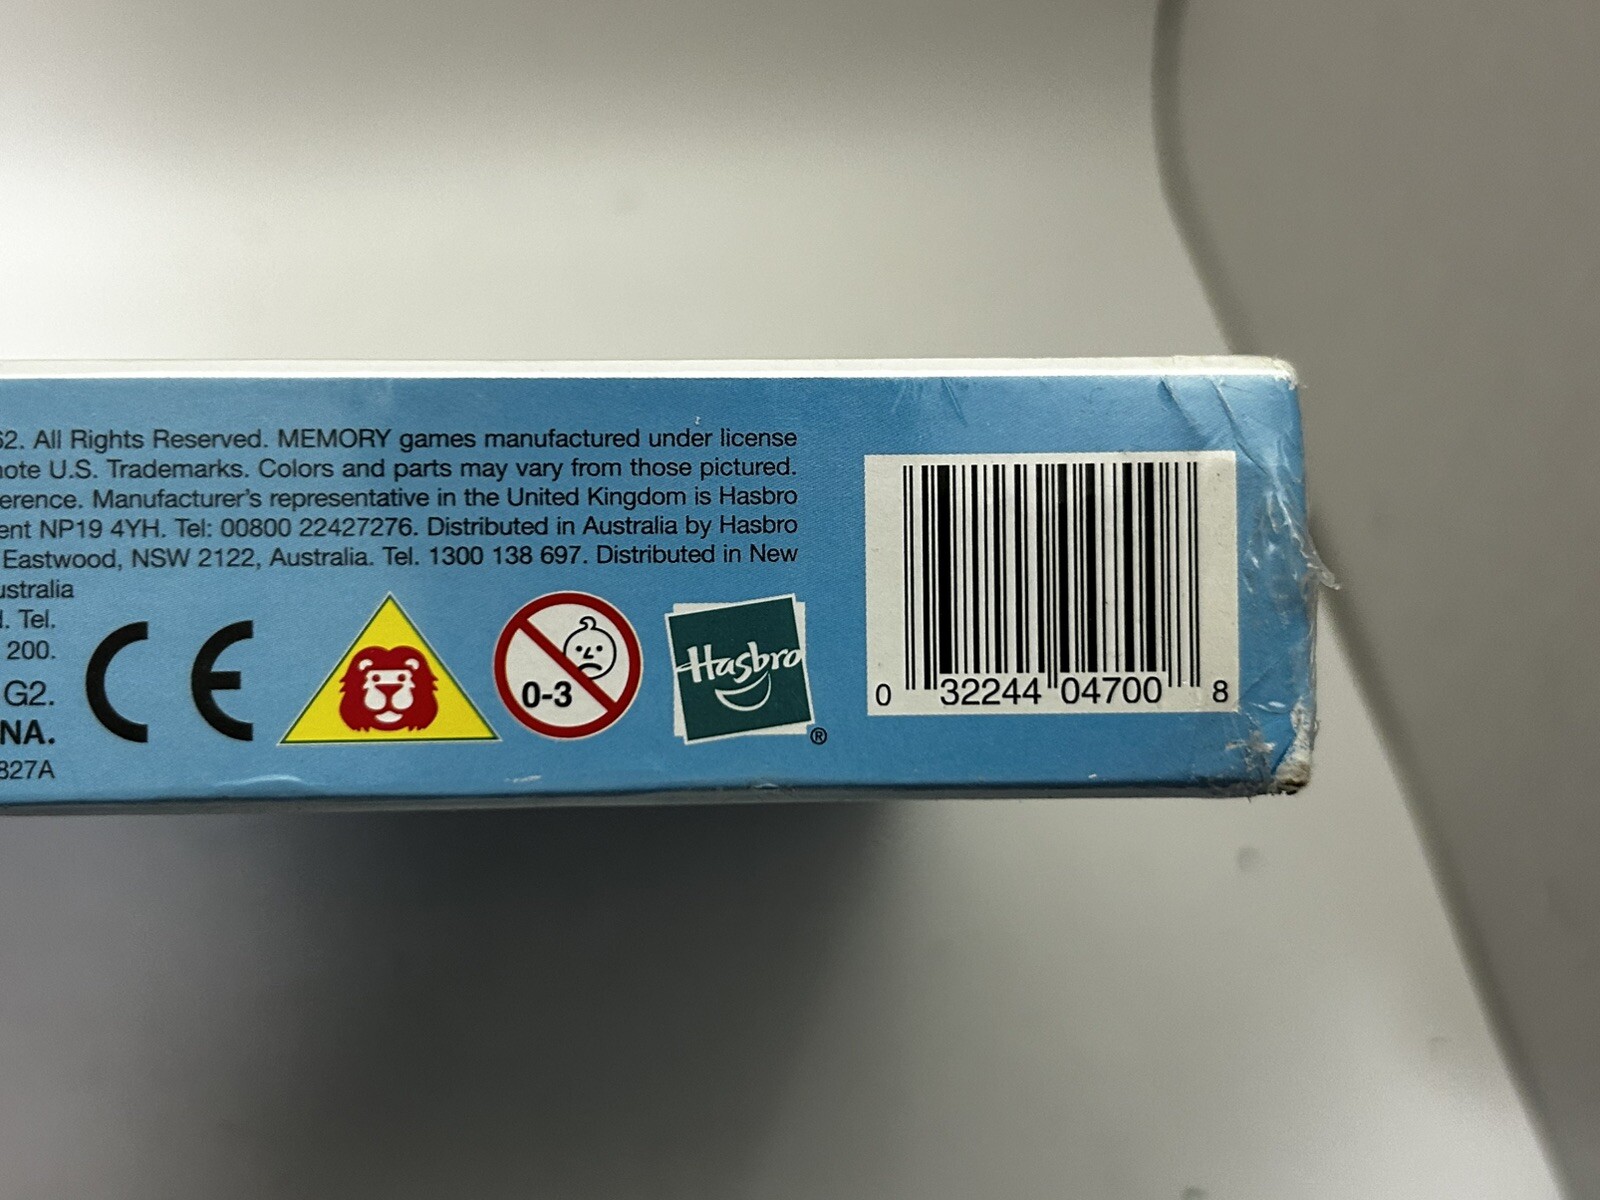 62. All Rights Reserved. MEMORY games manufactured under license
note U.S. Trademarks. Colors and parts may vary from those pictured.
erence. Manufacturer's representative in the United Kingdom is Hasbro
ent NP19 4YH. Tel: 00800 22427276. Distributed in Australia by Hasbro
Eastwood, NSW 2122, Australia. Tel. 1300 138 697. Distributed in New
ustralia
d. Tel.
200.
G2.
NA.
827A
CE
0-3
Hasbro
®
0 32244 04700 8